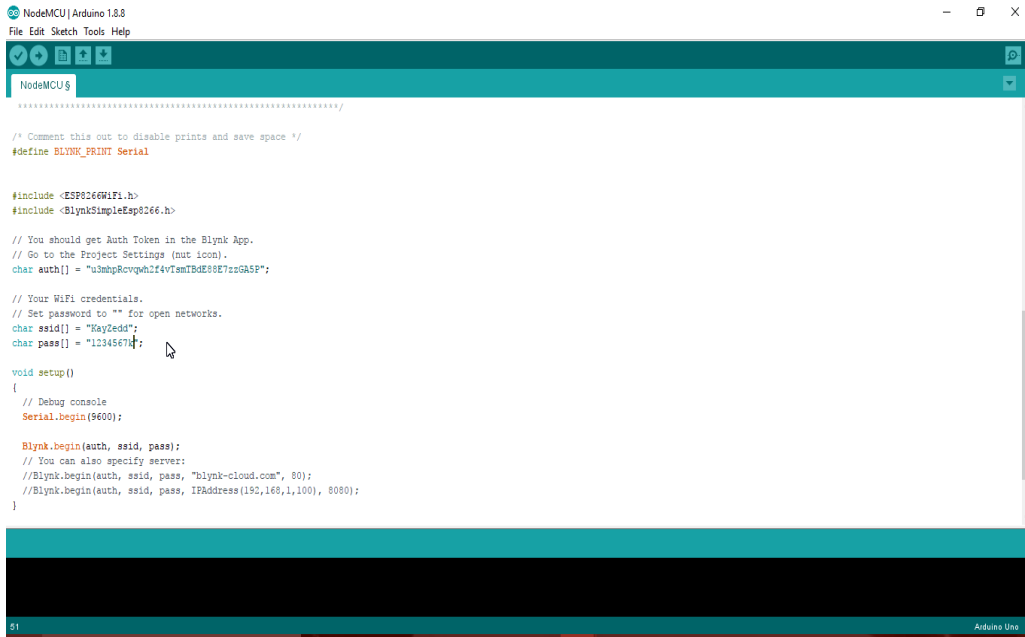 NodeMCU | Arduino 1.8.8
File Edit Sketch Tools Help
NodeMCU §
**************************************************************/
/* Comment this out to disable prints and save space */
#define BLYNK_PRINT Serial
#include <ESP8266WiFi.h>
#include <BlynkSimpleEsp8266.h>
// You should get Auth Token in the Blynk App.
// Go to the Project Settings (nut icon).
char auth[] = "u3mhpRcvqwh2f4vTsmTBdE88E7zzGA5P";
// Your WiFi credentials.
// Set password to "" for open networks.
char ssid[] = "KayZedd";
char pass[] = "1234567k";
void setup()
{
  // Debug console
  Serial.begin(9600);
  Blynk.begin(auth, ssid, pass);
  // You can also specify server:
  //Blynk.begin(auth, ssid, pass, "blynk-cloud.com", 80);
  //Blynk.begin(auth, ssid, pass, IPAddress(192,168,1,100), 8080);
}
51
Arduino Uno